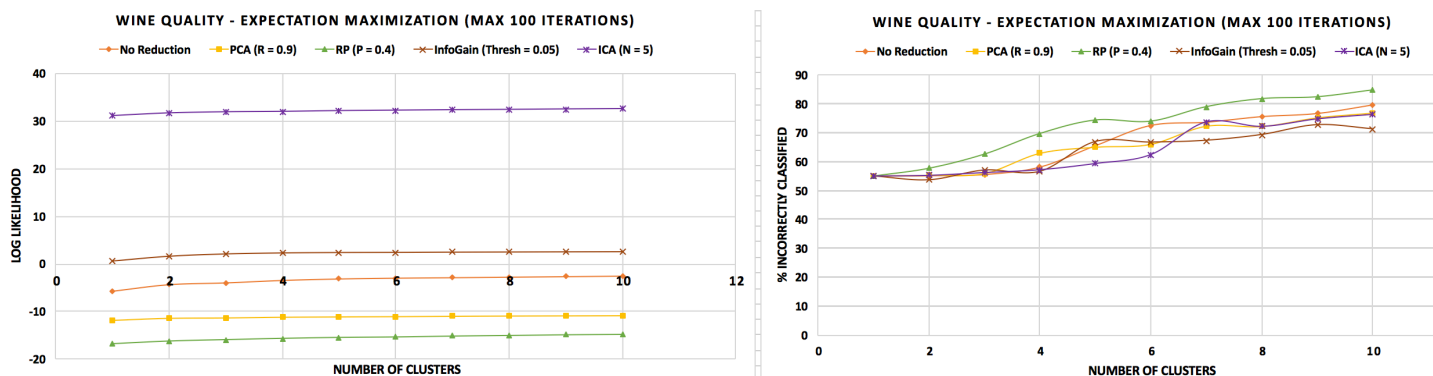 WINE QUALITY - EXPECTATION MAXIMIZATION (MAX 100 ITERATIONS)
No Reduction PCA (R = 0.9) RP (P = 0.4) InfoGain (Thresh = 0.05) ICA (N = 5)
LOG LIKELIHOOD
40
30
20
10
0
-10
-20
0 2 4 6 8 10 12
NUMBER OF CLUSTERS
WINE QUALITY - EXPECTATION MAXIMIZATION (MAX 100 ITERATIONS)
No Reduction PCA (R = 0.9) RP (P = 0.4) InfoGain (Thresh = 0.05) ICA (N = 5)
% INCORRECTLY CLASSIFIED
90
80
70
60
50
40
30
20
10
0
0 2 4 6 8 10
NUMBER OF CLUSTERS